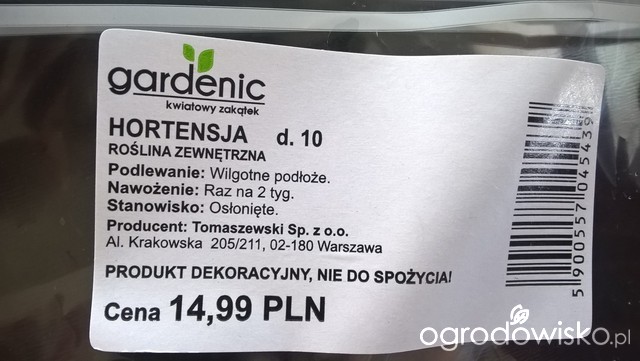 gardenic
kwiatowy zakątek
HORTENSJA d. 10
ROŚLINA ZEWNĘTRZNA
Podlewanie: Wilgotne podłoże.
Nawożenie: Raz na 2 tyg.
Stanowisko: Osłonięte.
Producent: Tomaszewski Sp. z o.o.
Al. Krakowska 205/211, 02-180 Warszawa
PRODUKT DEKORACYJNY, NIE DO SPOŻYCIA!
Cena 14,99 PLN
5900557045439
ogrodowisko.pl